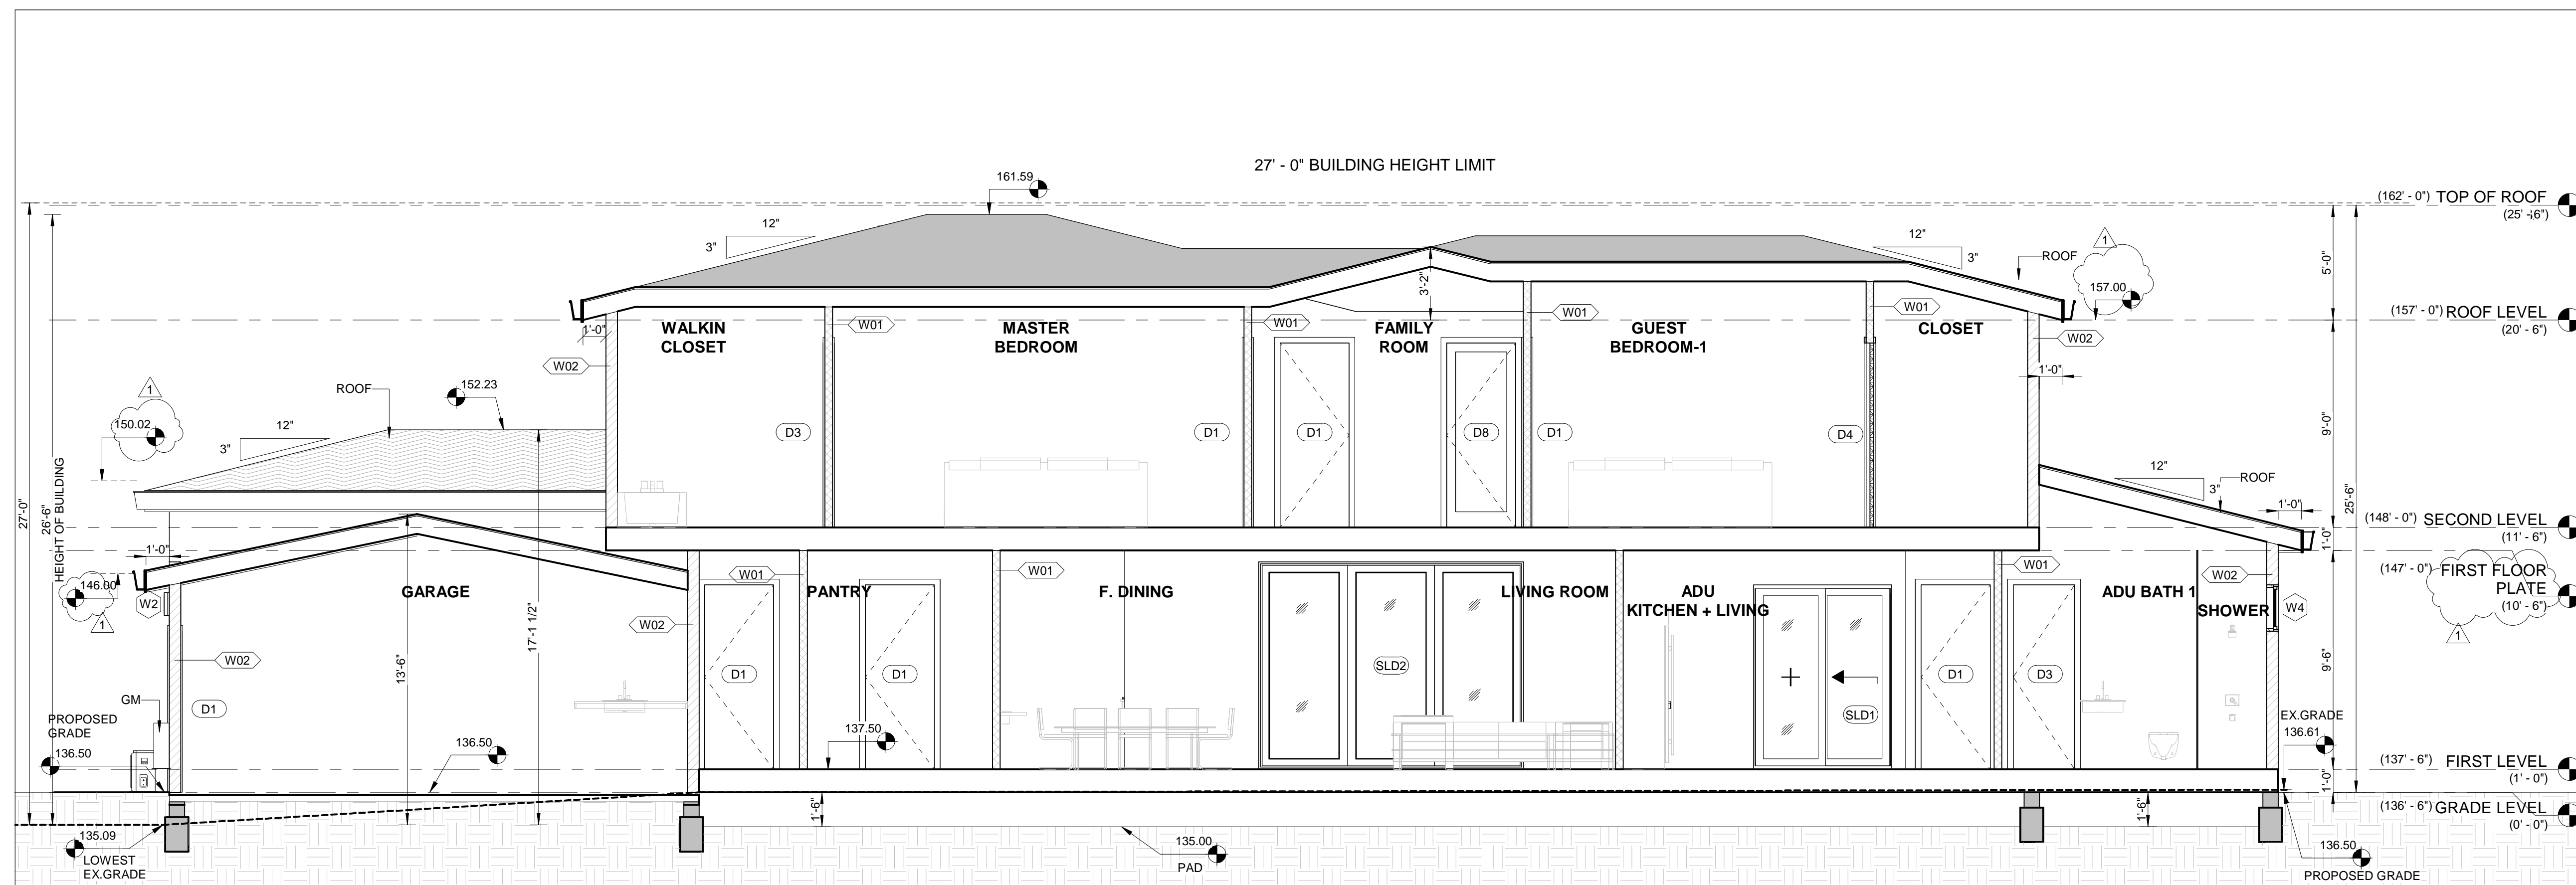 27' - 0" BUILDING HEIGHT LIMIT
161.59
(162' - 0") TOP OF ROOF
12"
3"
12"
3"
1
ROOF
157.00
5'-0"
3'-2"
(157' - 0") ROOF LEVEL
(20' - 6")
1'-0"
WALKIN
CLOSET
W01
MASTER
BEDROOM
W01
FAMILY
ROOM
W01
GUEST
BEDROOM-1
W01
CLOSET
W02
W02
1'-0"
1
ROOF
152.23
150.02
12"
3"
D3
D1
D1
D8
D1
D4
9'-0"
25'-6"
12"
3"
ROOF
1'-0"
27'-0"
26'-6"
HEIGHT OF BUILDING
(148' - 0") SECOND LEVEL
(11' - 6")
1'-0"
1'-0"
146.00
W2
1
GARAGE
W01
PANTRY
W01
F. DINING
LIVING ROOM
ADU
KITCHEN + LIVING
W01
ADU BATH 1
W02
SHOWER
W4
(147' - 0") FIRST FLOOR
PLATE
(10' - 6")
1
W02
W02
13'-6"
17'-1 1/2"
9'-6"
D1
D1
SLD2
D1
D3
SLD1
GM
D1
PROPOSED
GRADE
136.50
136.50
137.50
EX.GRADE
136.61
(137' - 6") FIRST LEVEL
(1' - 0")
1'-0"
1'-6"
1'-6"
(136' - 6") GRADE LEVEL
(0' - 0")
135.09
LOWEST
EX.GRADE
135.00
PAD
136.50
PROPOSED GRADE